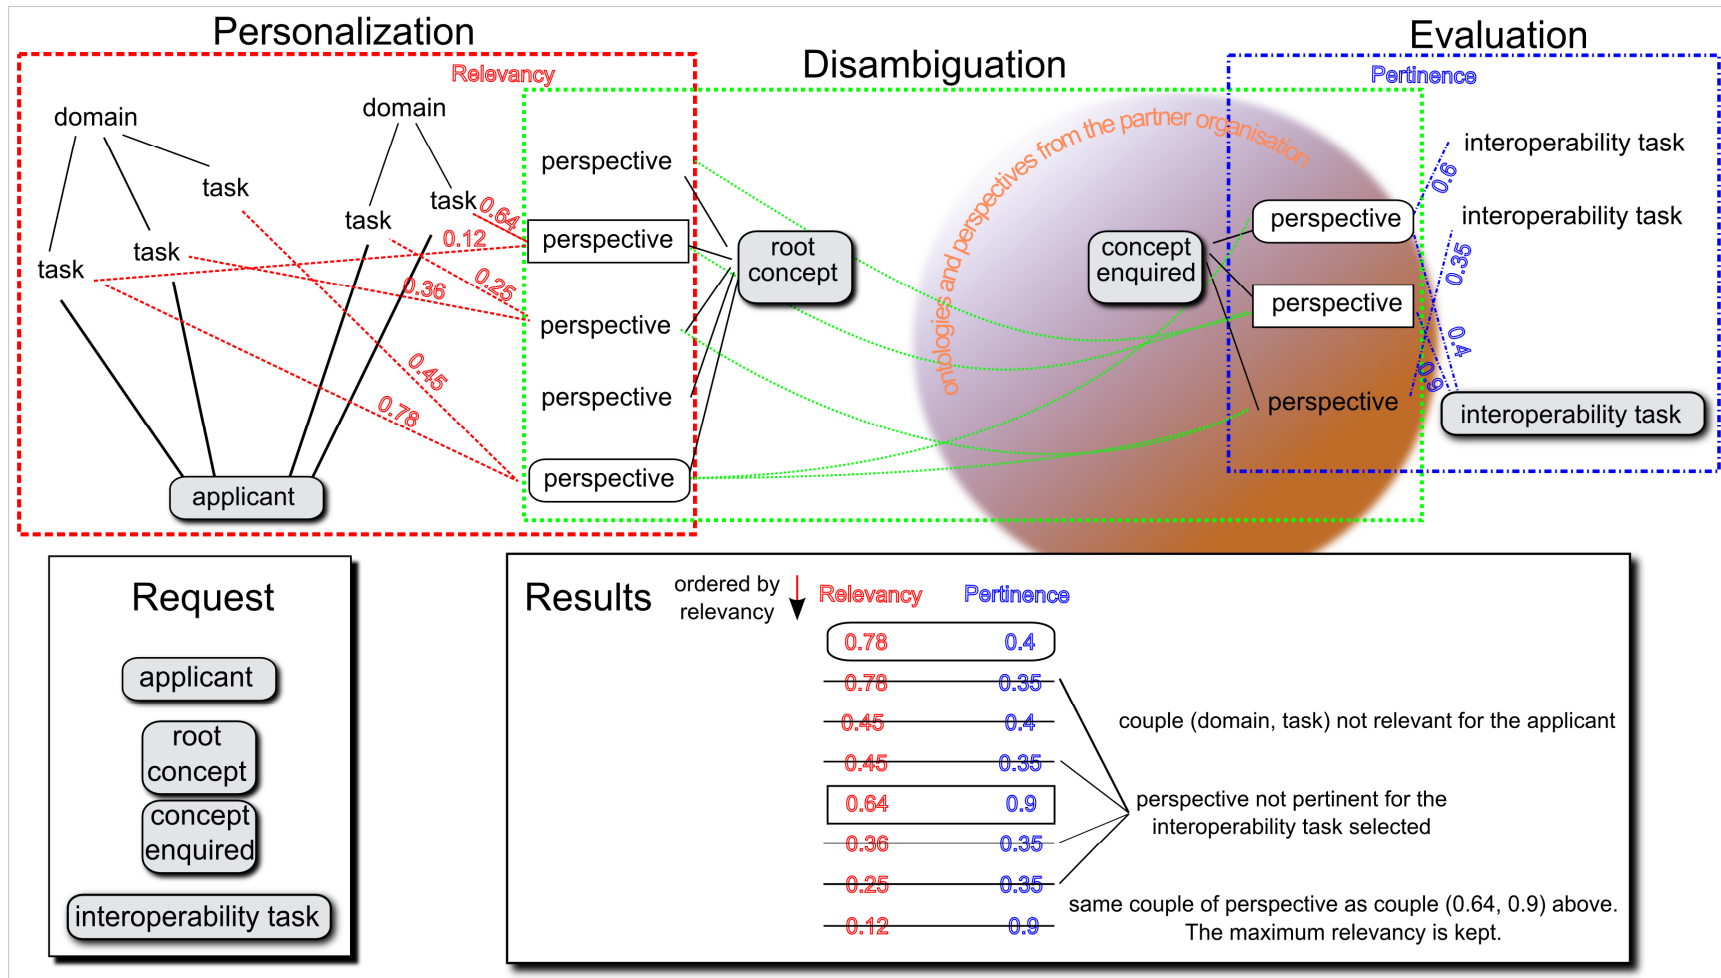 Personalization
Disambiguation
Evaluation
Relevancy
Pertinence
domain
domain
task
task
task
task
task
applicant
0.64
0.12
0.25
0.36
0.45
0.78
perspective
perspective
perspective
perspective
perspective
root
concept
ontologies and perspectives from the partner organisation
concept
enquired
perspective
perspective
perspective
0.6
0.35
0.4
0.9
interoperability task
interoperability task
interoperability task
Request
applicant
root
concept
concept
enquired
interoperability task
Results
ordered by
relevancy
Relevancy Pertinence
0.78 0.4
0.78 0.35
0.45 0.4
0.45 0.35
0.64 0.9
0.36 0.35
0.25 0.35
0.12 0.9
couple (domain, task) not relevant for the applicant
perspective not pertinent for the
interoperability task selected
same couple of perspective as couple (0.64, 0.9) above.
The maximum relevancy is kept.